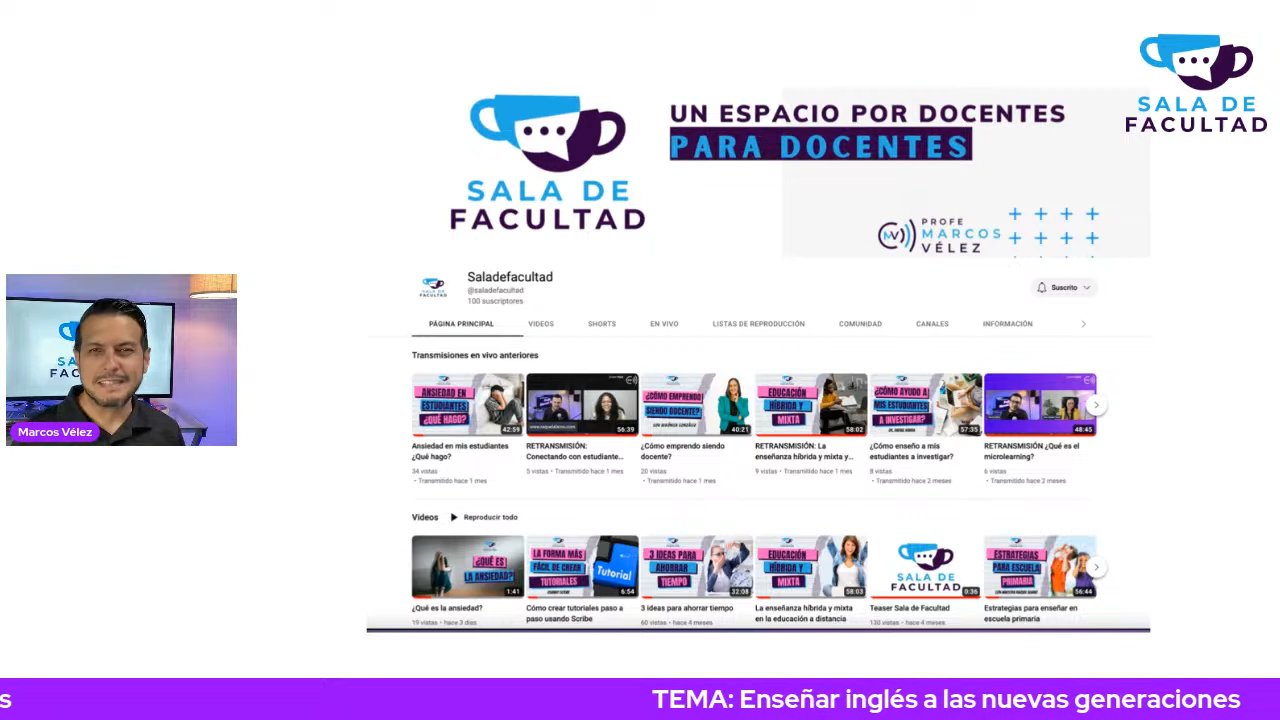 SALA DE
FACULTAD
UN ESPACIO POR DOCENTES
PARA DOCENTES
SALA DE
FACULTAD
PROFE
MARCOS
VÉLEZ
Saladefacultad
@saladefacultad
100 suscriptores
Suscrito
PÁGINA PRINCIPAL VIDEOS SHORTS EN VIVO LISTAS DE REPRODUCCIÓN COMUNIDAD CANALES INFORMACIÓN
Transmisiones en vivo anteriores
ANSIEDAD EN
ESTUDIANTES
¿QUÉ HAGO?
42:59
56:39
¿CÓMO EMPRENDO
SIENDO DOCENTE?
40:21
EDUCACIÓN
HÍBRIDA Y
MIXTA
58:02
¿CÓMO AYUDO A
MIS ESTUDIANTES
A INVESTIGAR?
57:35
48:45
Ansiedad en mis estudiantes
¿Qué hago?
34 vistas
• Transmitido hace 1 mes
RETRANSMISIÓN:
Conectando con estudiante...
5 vistas • Transmitido hace 1 mes
¿Cómo emprendo siendo
docente?
20 vistas
• Transmitido hace 1 mes
RETRANSMISIÓN: La
enseñanza híbrida y mixta y...
9 vistas • Transmitido hace 1 mes
¿Cómo enseño a mis
estudiantes a investigar?
8 vistas
• Transmitido hace 2 meses
RETRANSMISIÓN ¿Qué es el
microlearning?
6 vistas
• Transmitido hace 2 meses
Videos Reproducir todo
¿QUÉ ES
LA ANSIEDAD?
1:41
LA FORMA MÁS
FÁCIL DE CREAR
TUTORIALES
Tutorial
6:54
3 IDEAS PARA
AHORRAR
TIEMPO
32:08
EDUCACIÓN
HÍBRIDA Y
MIXTA
58:03
SALA DE
FACULTAD
0:36
ESTRATEGIAS
PARA ESCUELA
PRIMARIA
56:44
¿Qué es la ansiedad?
19 vistas • hace 3 días
Cómo crear tutoriales paso a
paso usando Scribe
3 ideas para ahorrar tiempo
60 vistas • hace 4 meses
La enseñanza híbrida y mixta
en la educación a distancia
Teaser Sala de Facultad
130 vistas • hace 4 meses
Estrategias para enseñar en
escuela primaria
Marcos Vélez
s
TEMA: Enseñar inglés a las nuevas generaciones